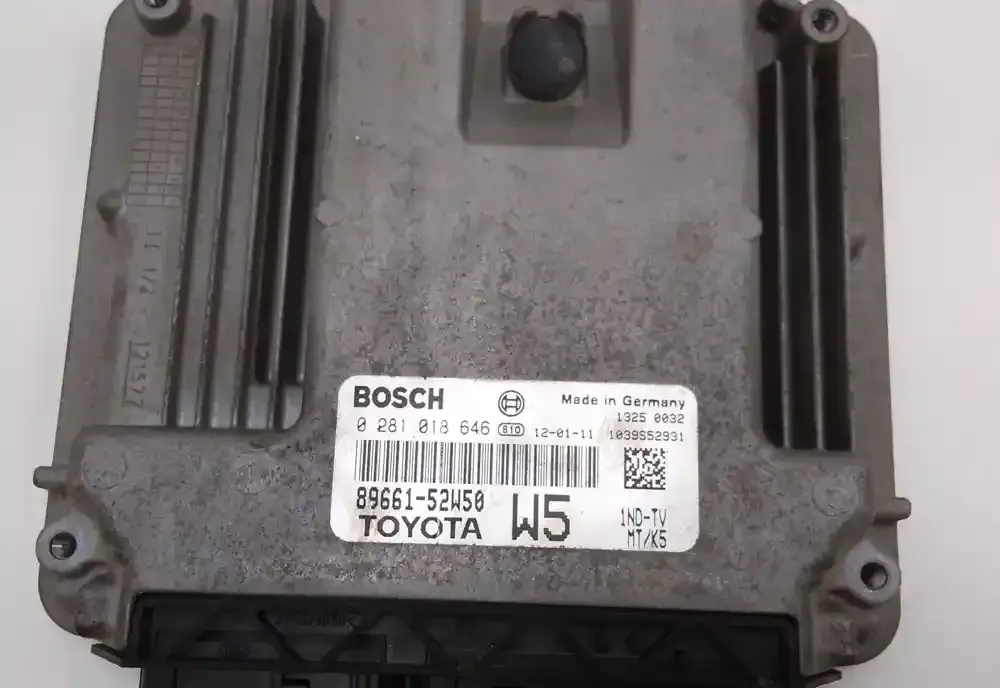 BOSCH Made in Germany
1325 0032
0 281 018 646 810 12-01-11 1039S52931
89661-52W50 W5 1ND-TV
TOYOTA MT/K5